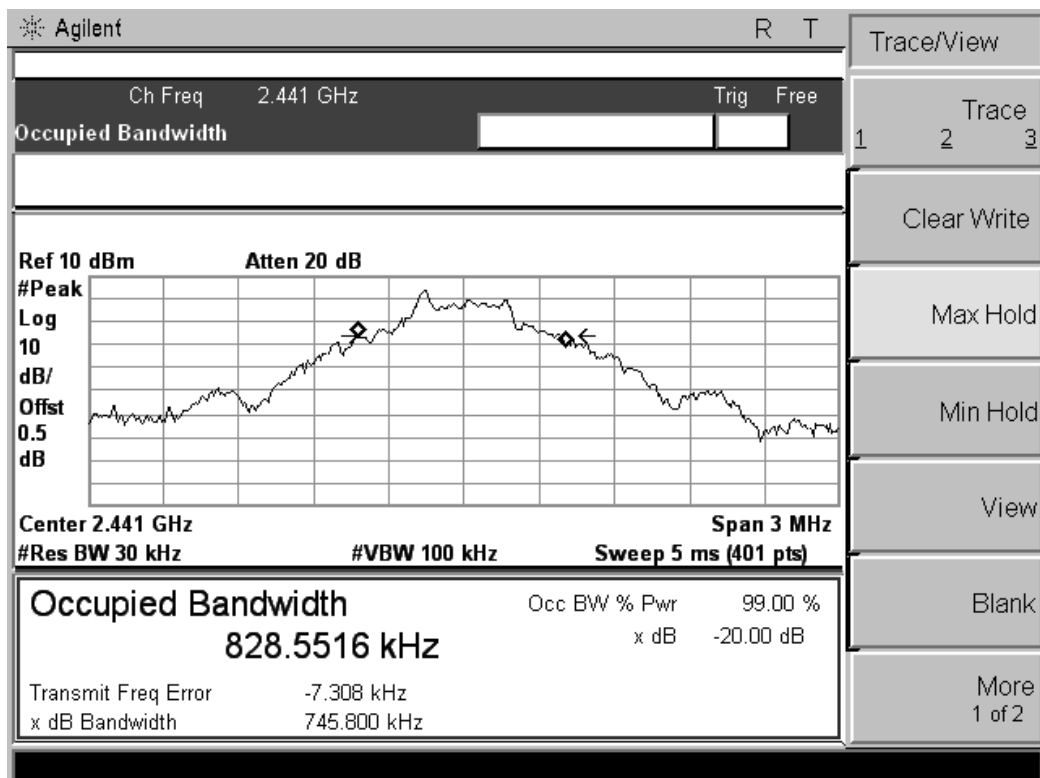 Agilent R T
Ch Freq 2.441 GHz Trig Free
Occupied Bandwidth
Ref 10 dBm Atten 20 dB
#Peak
Log
10
dB/
Offst
0.5
dB
Center 2.441 GHz Span 3 MHz
#Res BW 30 kHz #VBW 100 kHz Sweep 5 ms (401 pts)
Occupied Bandwidth Occ BW % Pwr 99.00 %
828.5516 kHz x dB -20.00 dB
Transmit Freq Error -7.308 kHz
x dB Bandwidth 745.800 kHz
Trace/View
Trace
1 2 3
Clear Write
Max Hold
Min Hold
View
Blank
More
1 of 2